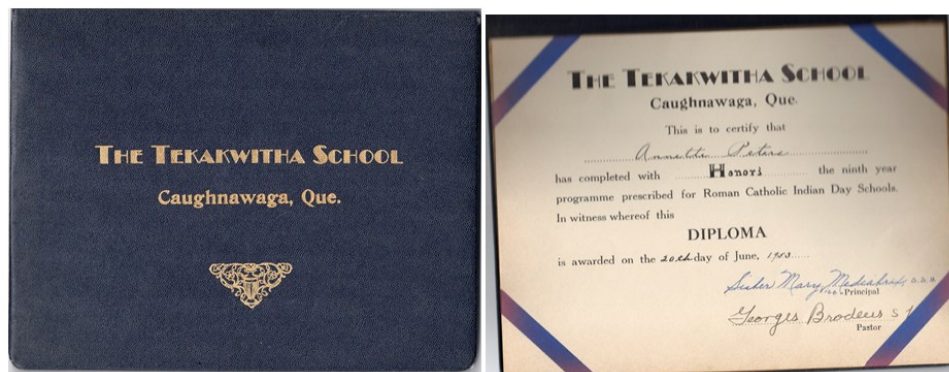 THE TEKAKWITHA SCHOOL
Caughnawaga, Que.
THE TEKAKWITHA SCHOOL
Caughnawaga, Que.
This is to certify that
Annette Peters
has completed with Honors the ninth year
programme prescribed for Roman Catholic Indian Day Schools.
In witness whereof this
DIPLOMA
is awarded on the 20th day of June, 1953
Sister Mary
Principal
Georges Brodeur S
Pastor